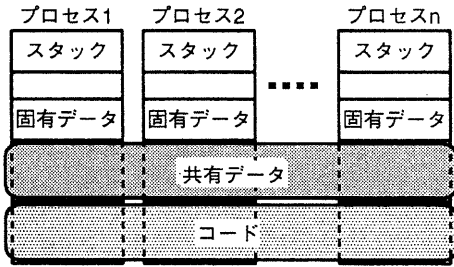 プロセス1 プロセス2 プロセスn
スタック スタック スタック
固有データ 固有データ 固有データ
共有データ
コード